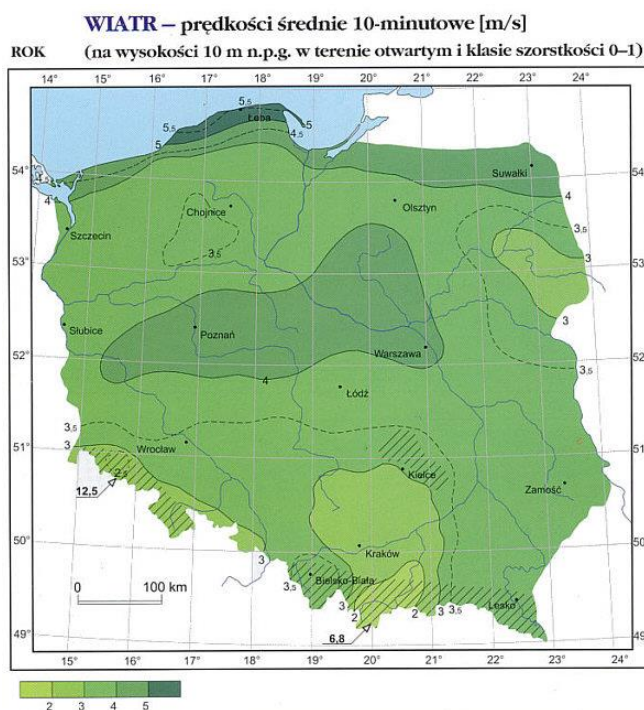 WIATR – prędkości średnie 10-minutowe [m/s]
ROK (na wysokości 10 m n.p.g. w terenie otwartym i klasie szorstkości 0–1)
14° 15° 16° 17° 18° 19° 20° 21° 22° 23° 24°
5,5
5,5
Łeba
5
5
4,5
54°
54°
Suwałki
4,5
4
4
Chojnice
Olsztyn
Szczecin
3,5
3,5
53°
53°
3
3
Słubice
Poznań
Warszawa
52°
52°
3,5
4
Łódź
3,5
3
Wrocław
51°
51°
2,5
Kielce
12,5
Zamość
50°
50°
Kraków
3
3,5
Bielsko-Biała
3
2
2
3
3,5
Lesko
0 100 km
6,8
49°
49°
15° 16° 17° 18° 19° 20° 21° 22° 23° 24°
2 3 4 5